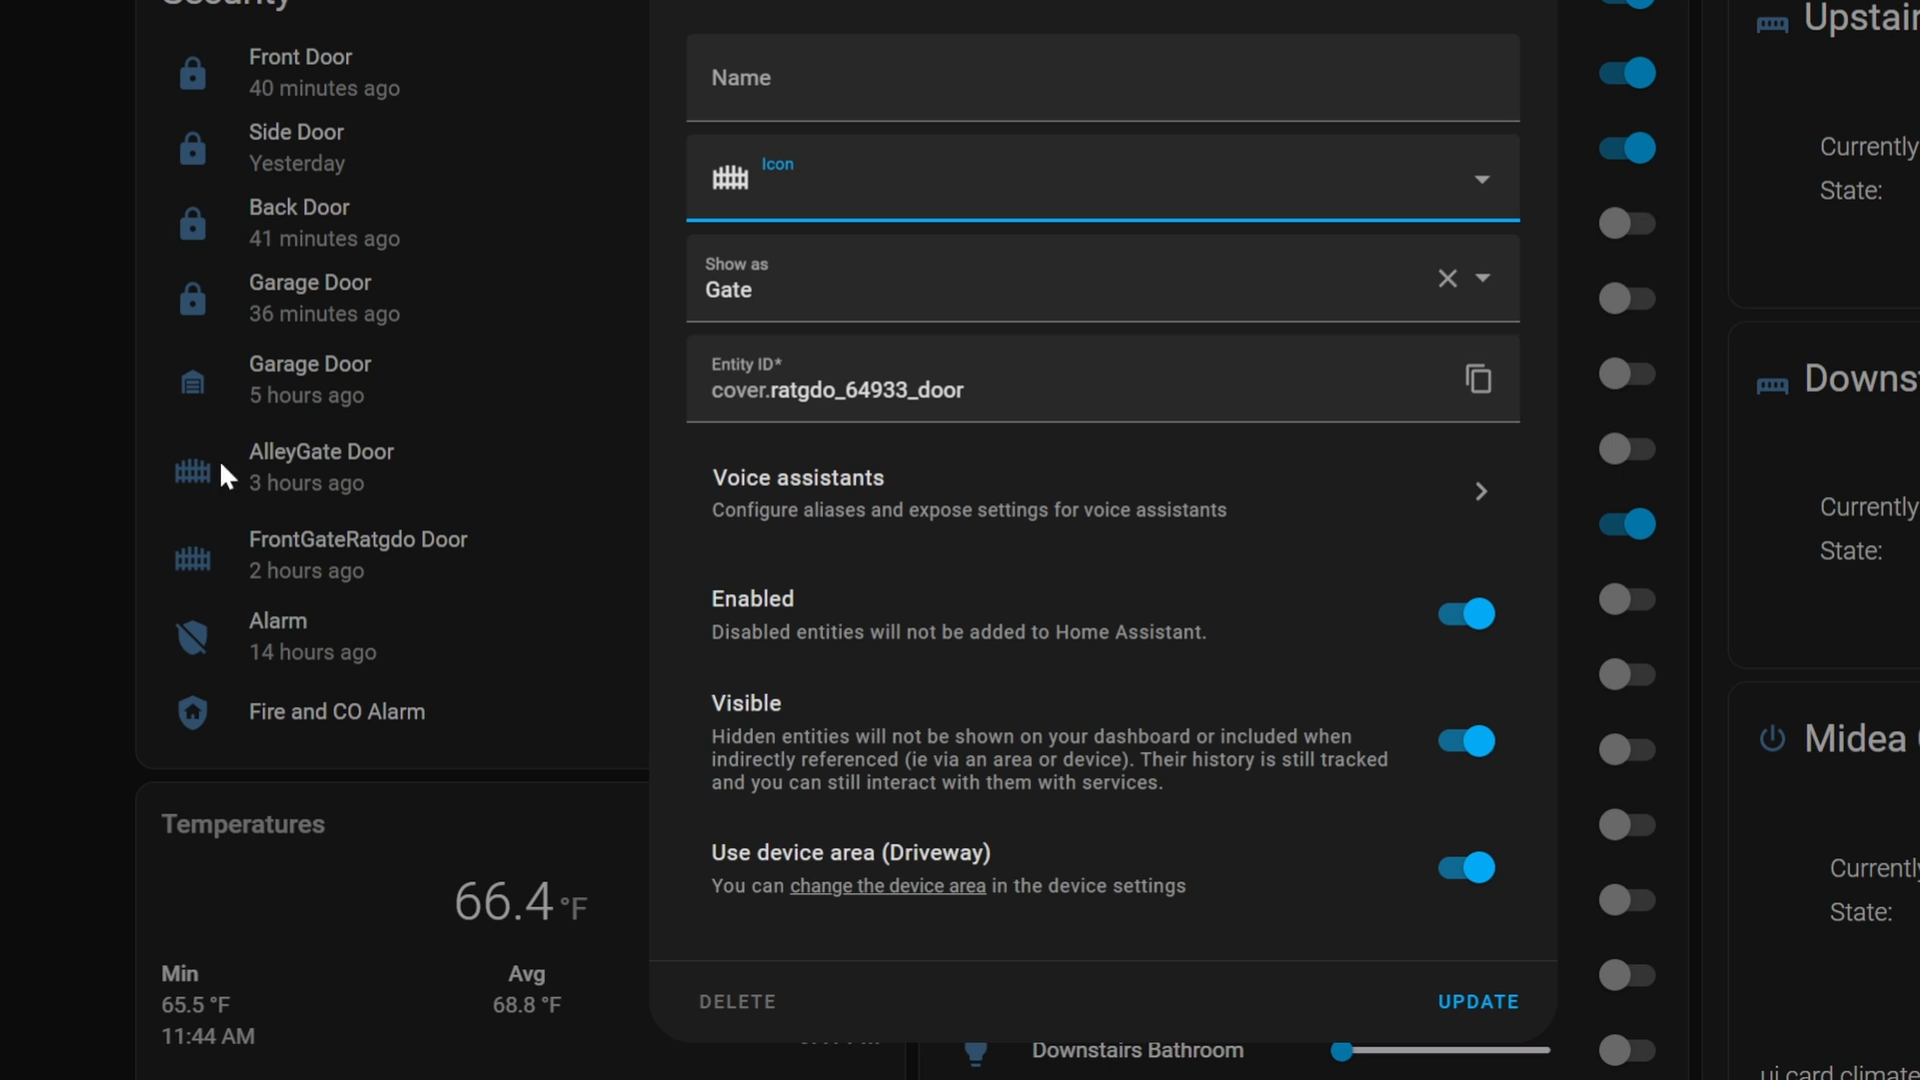 Security
Front Door
40 minutes ago
Side Door
Yesterday
Back Door
41 minutes ago
Garage Door
36 minutes ago
Garage Door
5 hours ago
AlleyGate Door
3 hours ago
FrontGateRatgdo Door
2 hours ago
Alarm
14 hours ago
Fire and CO Alarm
Temperatures
66.4 °F
Min
65.5 °F
11:44 AM
Avg
68.8 °F
Name
Icon
Show as
Gate
Entity ID*
cover.ratgdo_64933_door
Voice assistants
Configure aliases and expose settings for voice assistants
Enabled
Disabled entities will not be added to Home Assistant.
Visible
Hidden entities will not be shown on your dashboard or included when
indirectly referenced (ie via an area or device). Their history is still tracked
and you can still interact with them with services.
Use device area (Driveway)
You can change the device area in the device settings
DELETE
UPDATE
Downstairs Bathroom
Upstair
Currently
State:
Downst
Currently
State:
Midea
Currently
State:
ui card climate